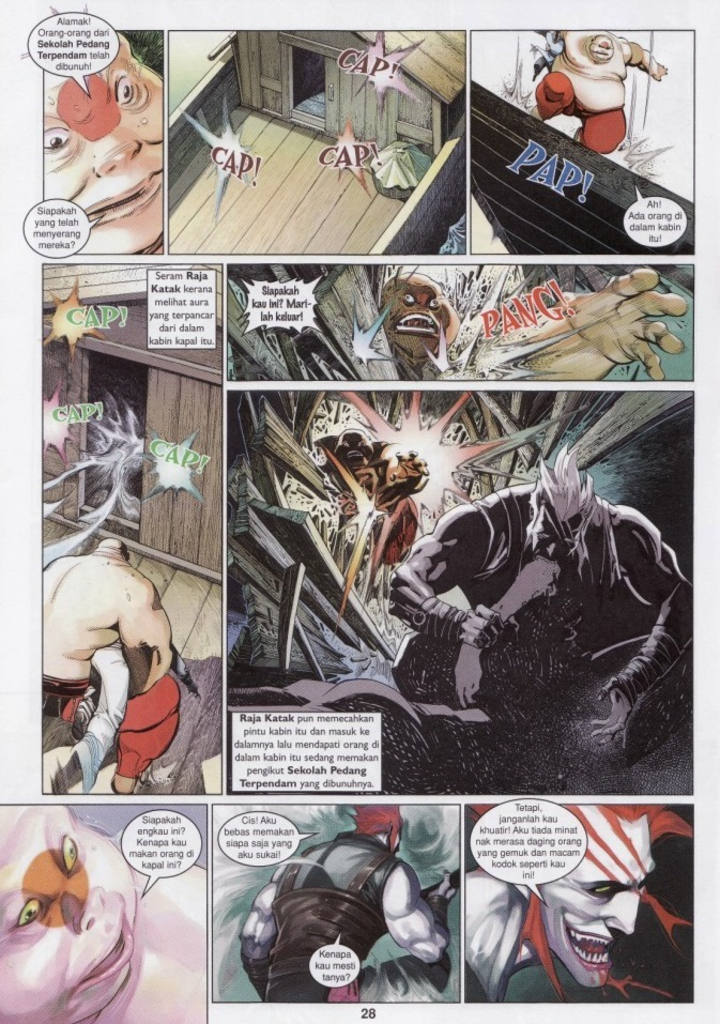 Alamak!
Orang-orang dari
Sekolah Pedang
Terpendam telah
dibunuh!
Siapakah
yang telah
menyerang
mereka?
CAP!
CAP!
CAP!
PAP!
Ah!
Ada orang di
dalam kabin
itu!
Seram Raja
Katak kerana
melihat aura
yang terpancar
dari dalam
kabin kapal itu.
CAP!
CAP!
CAP!
Siapakah
kau ini? Mari-
lah keluar!
PANG!
Raja Katak pun memecahkan
pintu kabin itu dan masuk ke
dalamnya lalu mendapati orang di
dalam kabin itu sedang memakan
pengikut Sekolah Pedang
Terpendam yang dibunuhnya.
Siapakah
engkau ini?
Kenapa kau
makan orang di
kapal ini?
Cis! Aku
bebas memakan
siapa saja yang
aku sukai!
Kenapa
kau mesti
tanya?
Tetapi,
janganlah kau
khuatir! Aku tiada minat
nak merasa daging orang
yang gemuk dan macam
kodok seperti kau
ini!
28